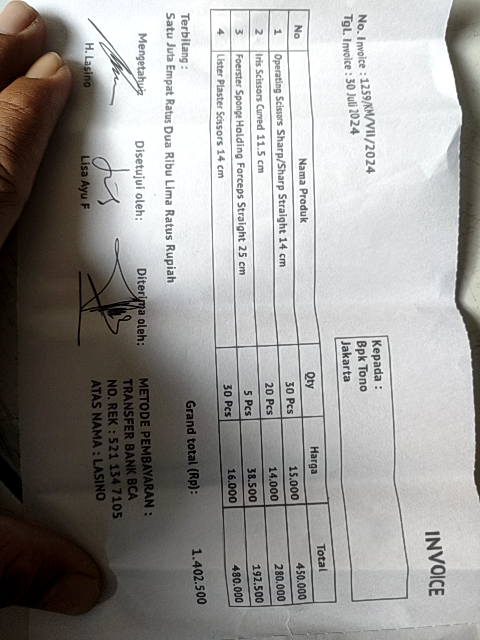 INVOICE
No. Invoice : 1259/KM/VII/2024
TgL. Invoice : 30 Juli 2024
Kepada :
Bpk Tono
Jakarta
No Nama Produk Qty Harga Total
1 Operating Scissors Sharp/Sharp Straight 14 cm 30 Pcs 15.000 450.000
2 Iris Scissors Curved 11.5 cm 20 Pcs 14.000 280.000
3 Foerster Sponge Holding Forceps Straight 25 cm 5 Pcs 38.500 192.500
4 Lister Plaster Scissors 14 cm 30 Pcs 16.000 480.000
Grand total (Rp): 1.402.500
Terbilang :
Satu Juta Empat Ratus Dua Ribu Lima Ratus Rupiah
Mengetahui: Disetujui oleh: Diterima oleh:
H. Lasino Lisa Ayu F
METODE PEMBAYARAN :
TRANSFER BANK BCA
NO. REK : 521 134 7105
ATAS NAMA : LASINO